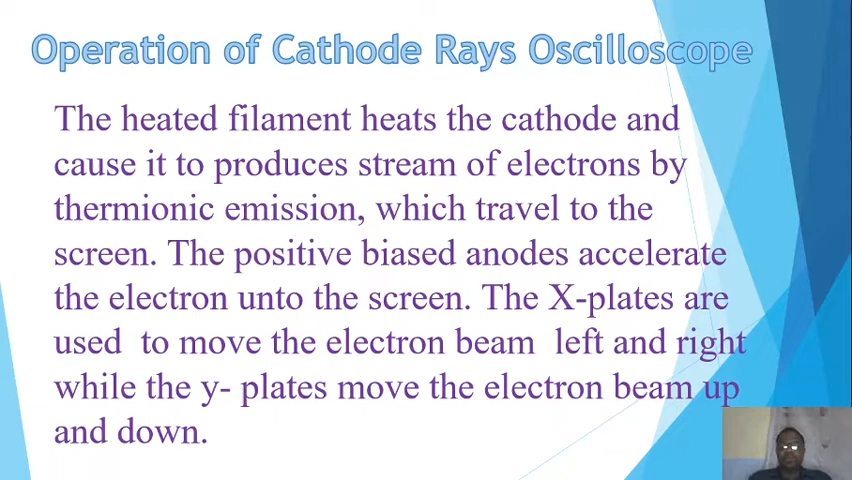 Operation of Cathode Rays Oscilloscope
The heated filament heats the cathode and
cause it to produces stream of electrons by
thermionic emission, which travel to the
screen. The positive biased anodes accelerate
the electron unto the screen. The X-plates are
used  to move the electron beam  left and right
while the y- plates move the electron beam up
and down.